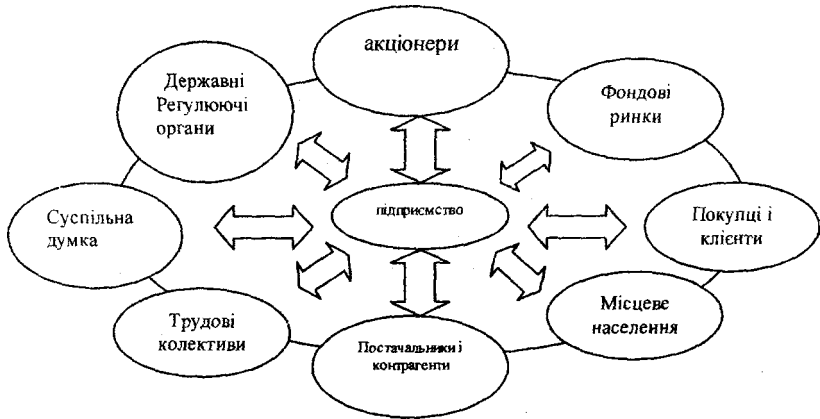 акціонери
Державні
Регулюючі
органи
Фондові
ринки
Суспільна
думка
підприємство
Покупці і
клієнти
Трудові
колективи
Місцеве
населення
Постачальники і
контрагенти